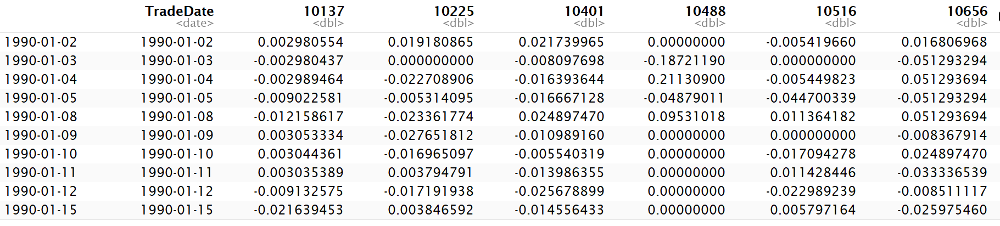 TradeDate 10137 10225 10401 10488 10516 10656
<date> <dbl> <dbl> <dbl> <dbl> <dbl> <dbl>
1990-01-02 1990-01-02 0.002980554 0.019180865 0.021739965 0.00000000 -0.005419660 0.016806968
1990-01-03 1990-01-03 -0.002980437 0.000000000 -0.008097698 -0.18721190 0.000000000 -0.051293294
1990-01-04 1990-01-04 -0.002989464 -0.022708906 -0.016393644 0.21130900 -0.005449823 0.051293694
1990-01-05 1990-01-05 -0.009022581 -0.005314095 -0.016667128 -0.04879011 -0.044700339 -0.051293294
1990-01-08 1990-01-08 -0.012158617 -0.023361774 0.024897470 0.09531018 0.011364182 0.051293694
1990-01-09 1990-01-09 0.003053334 -0.027651812 -0.010989160 0.00000000 0.000000000 -0.008367914
1990-01-10 1990-01-10 0.003044361 -0.016965097 -0.005540319 0.00000000 -0.017094278 0.024897470
1990-01-11 1990-01-11 0.003035389 0.003794791 -0.013986355 0.00000000 0.011428446 -0.033336539
1990-01-12 1990-01-12 -0.009132575 -0.017191938 -0.025678899 0.00000000 -0.022989239 -0.008511117
1990-01-15 1990-01-15 -0.021639453 0.003846592 -0.014556433 0.00000000 0.005797164 -0.025975460